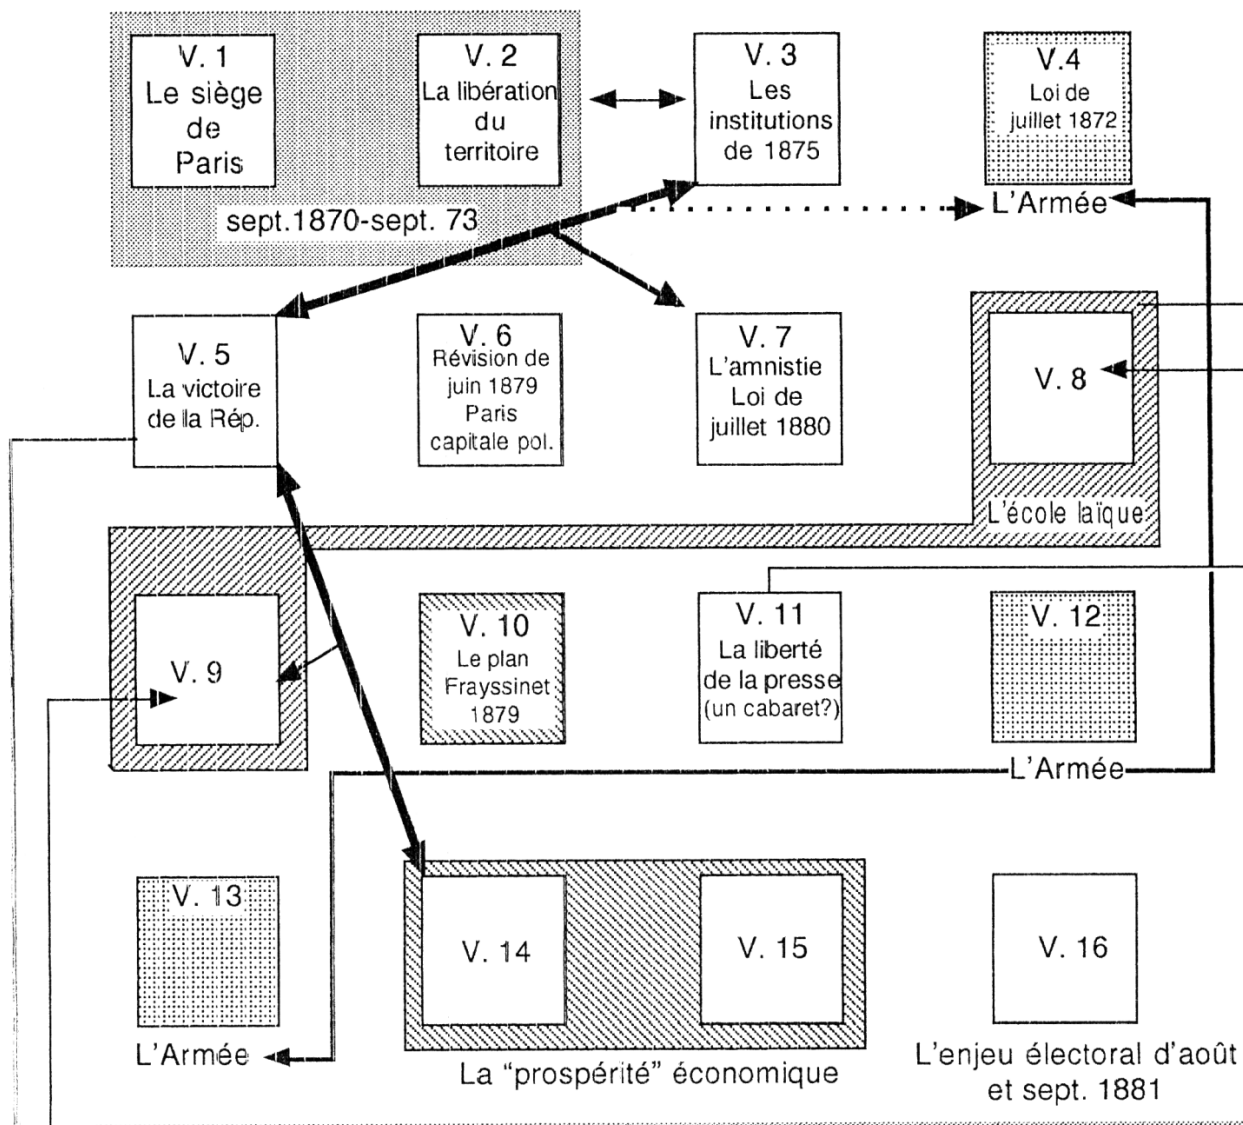 V. 1
Le siège
de
Paris
V. 2
La libération
du
territoire
V. 3
Les
institutions
de 1875
V.4
Loi de
juillet 1872
sept.1870-sept. 73
L'Armée
V. 5
La victoire
de la Rép.
V. 6
Révision de
juin 1879
Paris
capitale pol.
V. 7
L'amnistie
Loi de
juillet 1880
V. 8
L'école laïque
V. 9
V. 10
Le plan
Frayssinet
1879
V. 11
La liberté
de la presse
(un cabaret?)
V. 12
L'Armée
V. 13
L'Armée
V. 14
V. 15
La "prospérité" économique
V. 16
L'enjeu électoral d'août
et sept. 1881